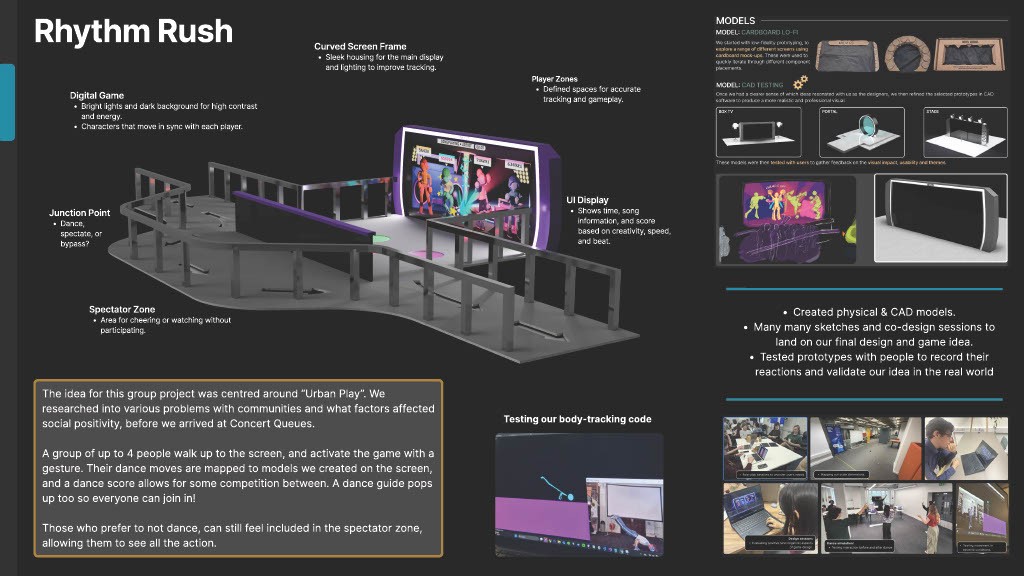 Rhythm Rush
Curved Screen Frame
• Sleek housing for the main display
and lighting to improve tracking.
Player Zones
• Defined spaces for accurate
tracking and gameplay.
Digital Game
• Bright lights and dark background for high contrast
and energy.
• Characters that move in sync with each player.
Junction Point
• Dance,
spectate, or
bypass?
UI Display
• Shows time, song
information, and score
based on creativity, speed,
and beat.
Spectator Zone
• Area for cheering or watching without
participating.
The idea for this group project was centred around “Urban Play”. We
researched into various problems with communities and what factors affected
social positivity, before we arrived at Concert Queues.
A group of up to 4 people walk up to the screen, and activate the game with a
gesture. Their dance moves are mapped to models we created on the screen,
and a dance score allows for some competition between. A dance guide pops
up too so everyone can join in!
Those who prefer to not dance, can still feel included in the spectator zone,
allowing them to see all the action.
Testing our body-tracking code
MODELS
MODEL: CARDBOARD LO-FI
We started with low-fidelity prototyping, to
explore a range of different screens using
cardboard mock-ups. These were used to
quickly iterate through different component
placements.
MODEL: CAD TESTING
Once we had a clearer sense of which ideas resonated with us as the designers, we then refined the selected prototypes in CAD
software to produce a more realistic and professional visual
BOX TV
PORTAL
STAGE
These models were then tested with users to gather feedback on the visual impact, usability and themes
• Created physical & CAD models.
• Many many sketches and co-design sessions to
land on our final design and game idea.
• Tested prototypes with people to record their
reactions and validate our idea in the real world